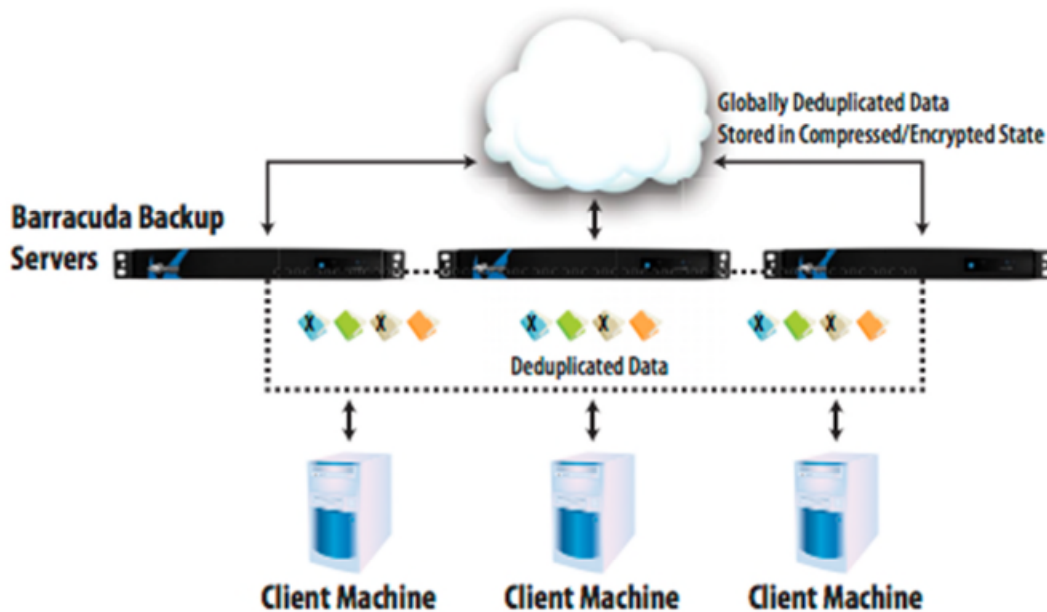 Globally Deduplicated Data
Stored in Compressed/Encrypted State
Barracuda Backup
Servers
X X X X X X
Deduplicated Data
Client Machine Client Machine Client Machine